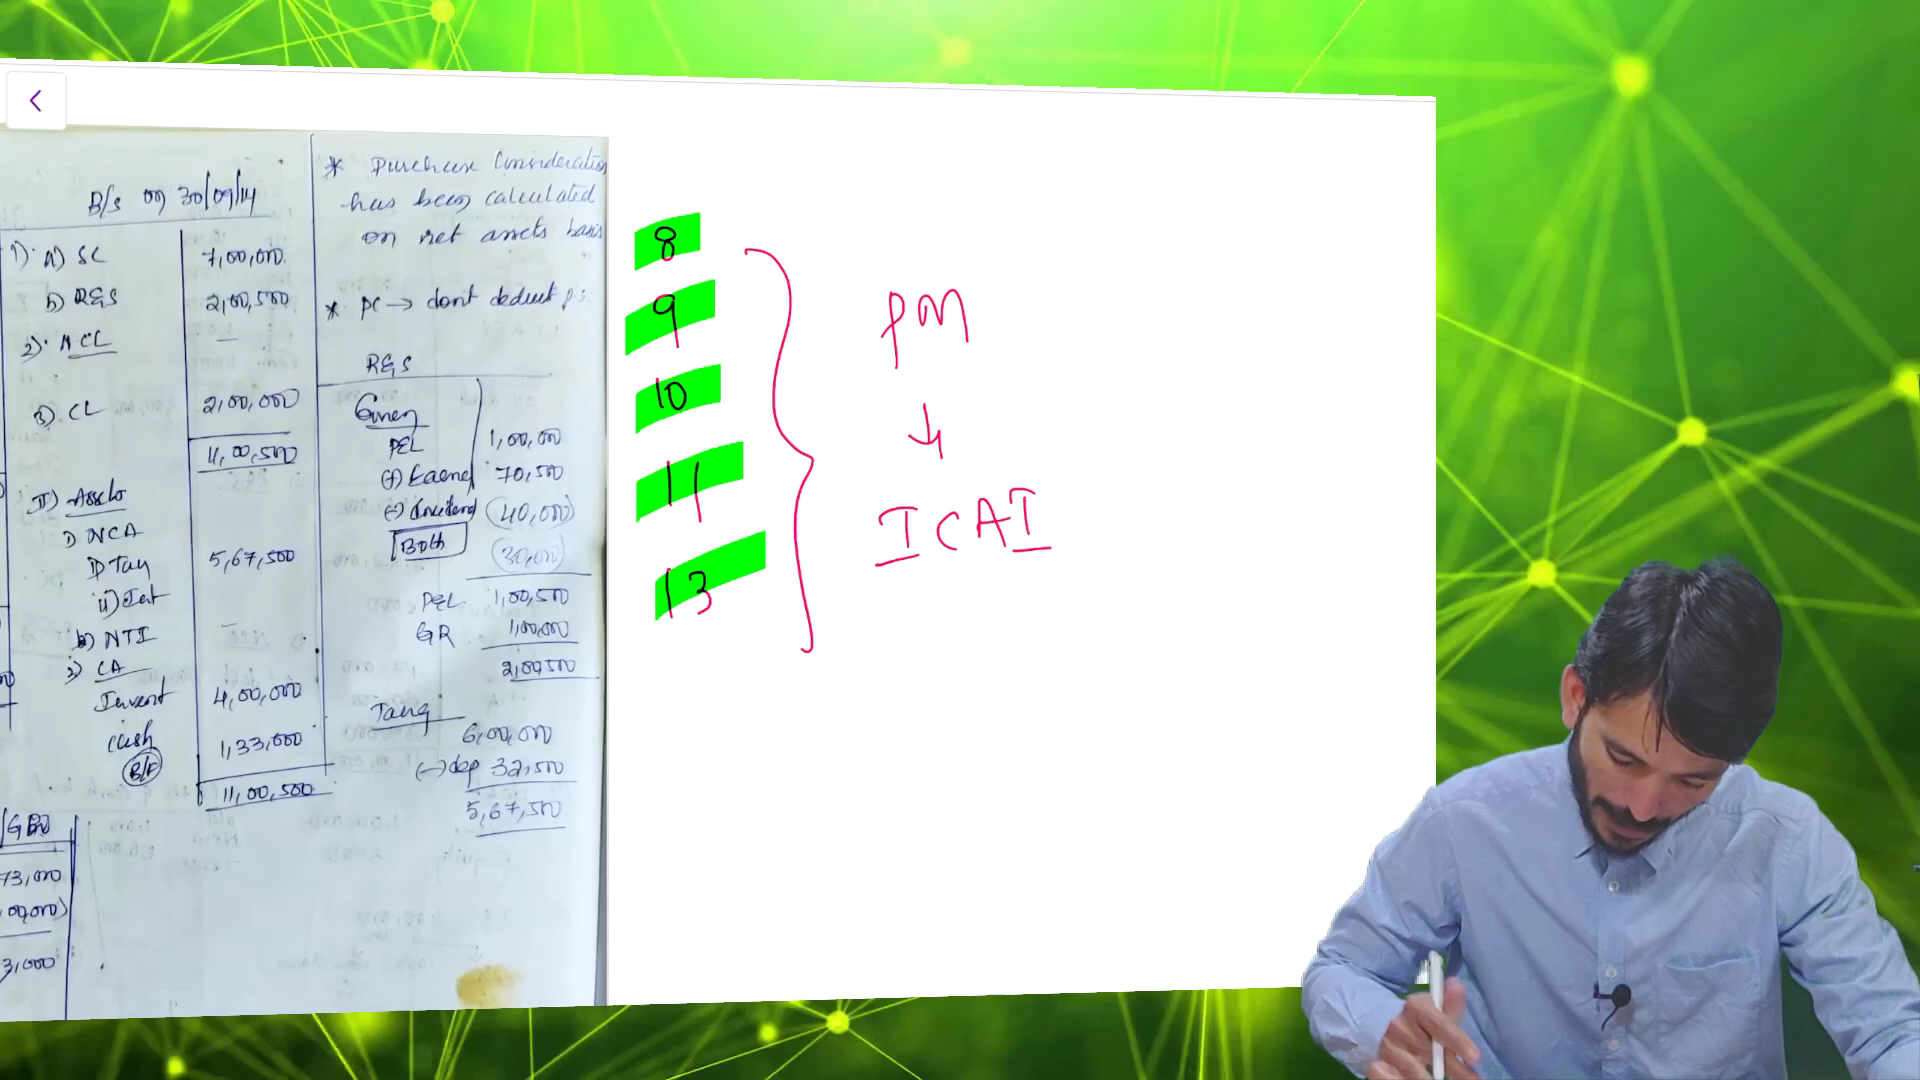 B/s on 30/09/14
1). A) SC 7,00,000.
b) R&S 2,00,500
2). NCL —
3). CL 2,00,000
11,00,500
II) Assets
1) NCA
i) Tan 5,67,500
ii) Int
b) NTI —
2) CA
Invent 4,00,000
Cash 1,33,000
B/F
11,00,500
73,000
3,000
* Purchase Consideration
has been calculated
on net assets basis
* PC → dont deduct
R&S
Given
P&L 1,00,000
(+) Earned 70,500
(-) dividend (40,000)
Both (30,000)
P&L 1,00,500
GR 1,00,000
2,00,500
Tang
6,00,000
(-) dep 32,500
5,67,500
8
9
10
11
13
PM
↓
ICAI